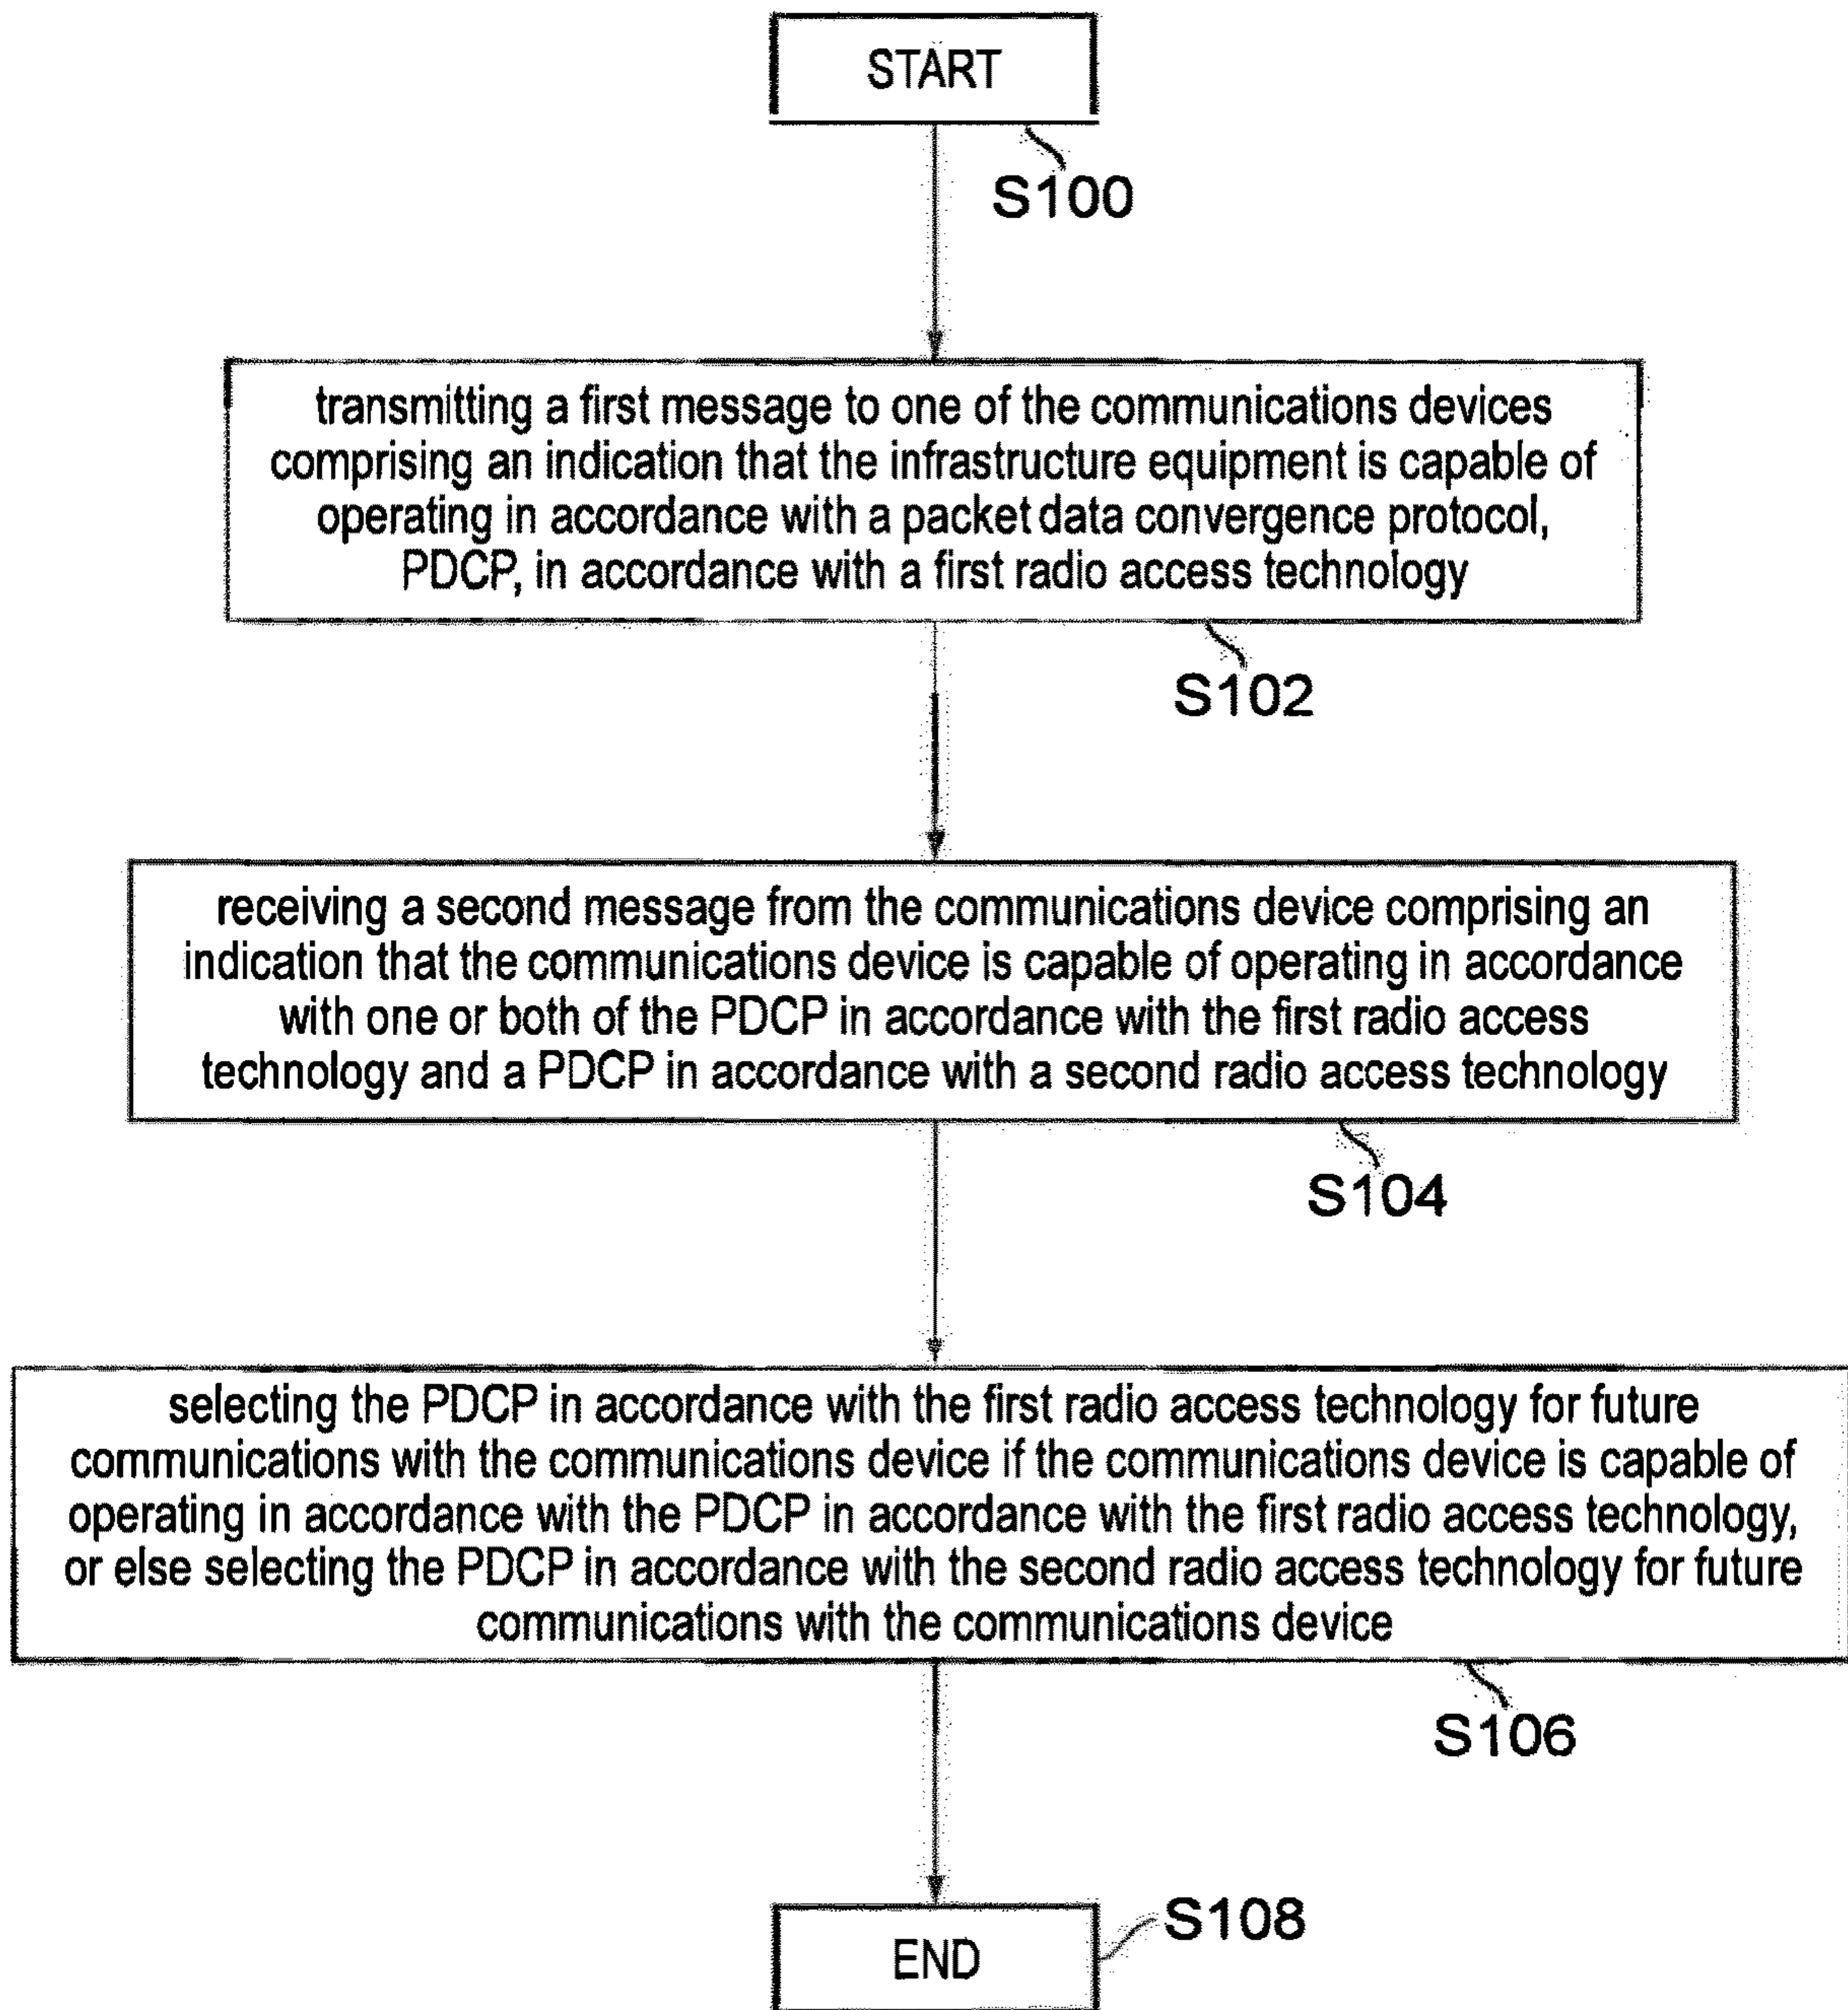 START
S100
transmitting a first message to one of the communications devices
comprising an indication that the infrastructure equipment is capable of
operating in accordance with a packet data convergence protocol,
PDCP, in accordance with a first radio access technology
S102
receiving a second message from the communications device comprising an
indication that the communications device is capable of operating in accordance
with one or both of the PDCP in accordance with the first radio access
technology and a PDCP in accordance with a second radio access technology
S104
selecting the PDCP in accordance with the first radio access technology for future
communications with the communications device if the communications device is capable of
operating in accordance with the PDCP in accordance with the first radio access technology,
or else selecting the PDCP in accordance with the second radio access technology for future
communications with the communications device
S106
S108
END